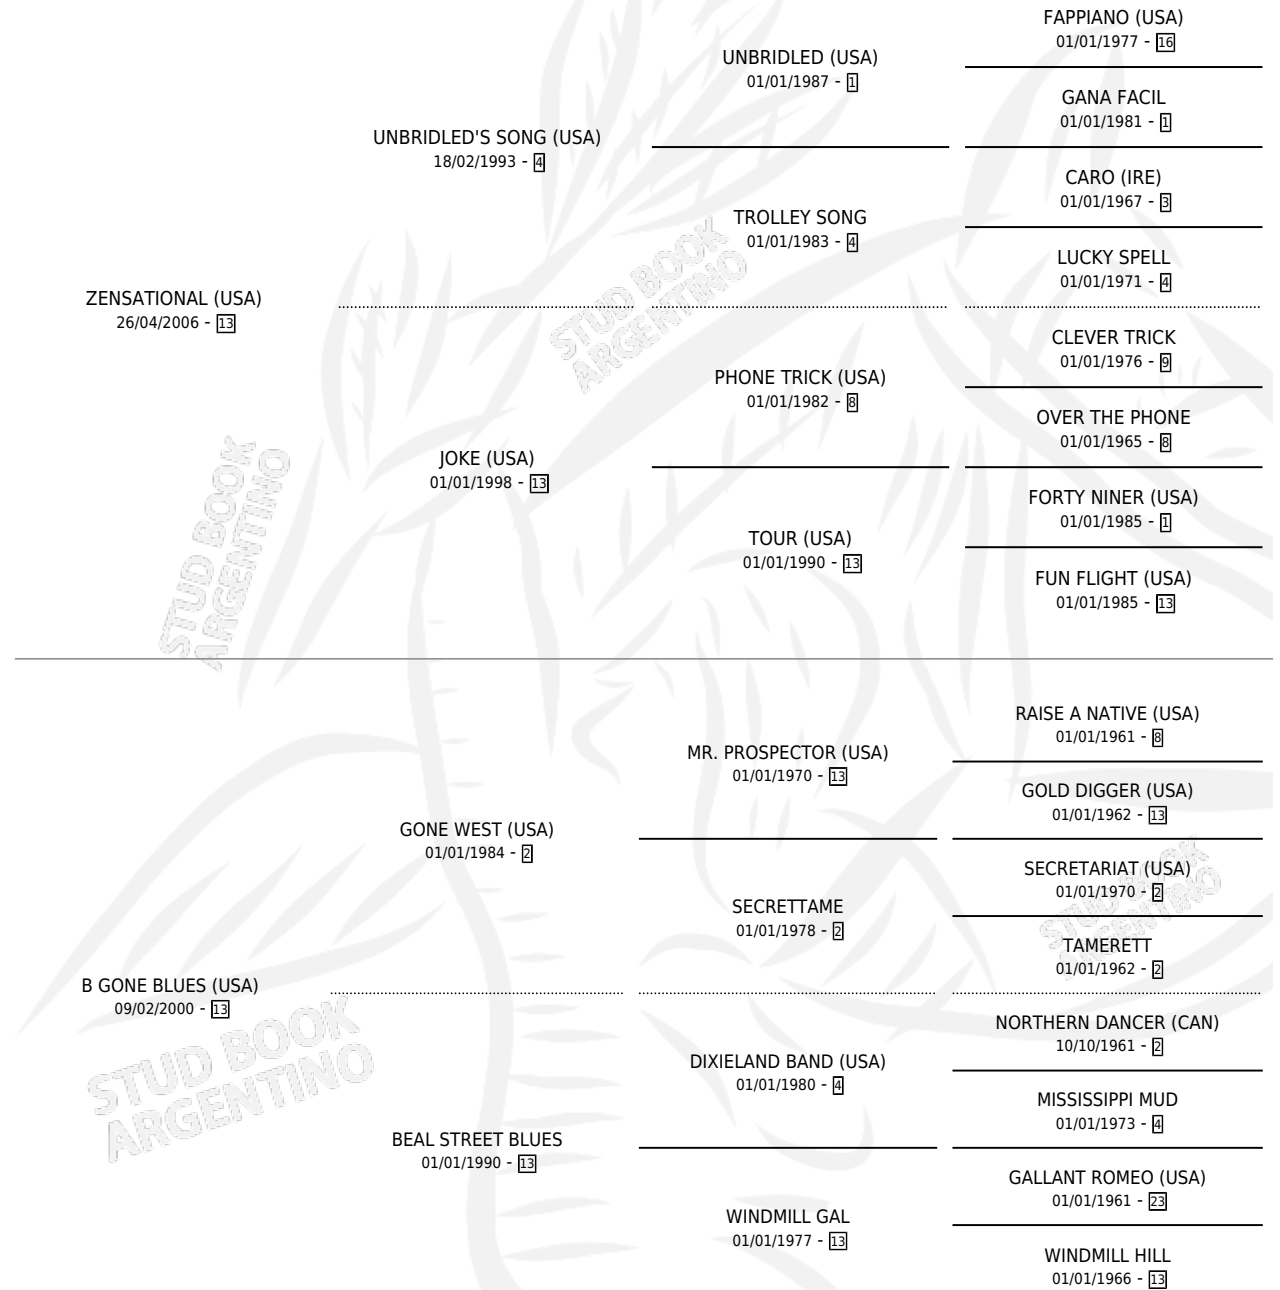 FAPPIANO (USA)
01/01/1977 - 16
UNBRIDLED (USA)
01/01/1987 - 1
GANA FACIL
01/01/1981 - 1
UNBRIDLED'S SONG (USA)
18/02/1993 - 4
CARO (IRE)
01/01/1967 - 3
TROLLEY SONG
01/01/1983 - 4
LUCKY SPELL
01/01/1971 - 4
ZENSATIONAL (USA)
26/04/2006 - 13
STUD BOOK
ARGENTINO
CLEVER TRICK
01/01/1976 - 9
PHONE TRICK (USA)
01/01/1982 - 8
OVER THE PHONE
01/01/1965 - 8
JOKE (USA)
01/01/1998 - 13
FORTY NINER (USA)
01/01/1985 - 1
TOUR (USA)
01/01/1990 - 13
FUN FLIGHT (USA)
01/01/1985 - 13
STUD BOOK
ARGENTINO
RAISE A NATIVE (USA)
01/01/1961 - 8
MR. PROSPECTOR (USA)
01/01/1970 - 13
GOLD DIGGER (USA)
01/01/1962 - 13
GONE WEST (USA)
01/01/1984 - 2
SECRETARIAT (USA)
01/01/1970 - 2
SECRETTAME
01/01/1978 - 2
STUD BOOK
ARGENTINO
TAMERETT
01/01/1962 - 2
B GONE BLUES (USA)
09/02/2000 - 13
NORTHERN DANCER (CAN)
10/10/1961 - 2
DIXIELAND BAND (USA)
01/01/1980 - 4
MISSISSIPPI MUD
01/01/1973 - 4
STUD BOOK
ARGENTINO
BEAL STREET BLUES
01/01/1990 - 13
GALLANT ROMEO (USA)
01/01/1961 - 23
WINDMILL GAL
01/01/1977 - 13
WINDMILL HILL
01/01/1966 - 13